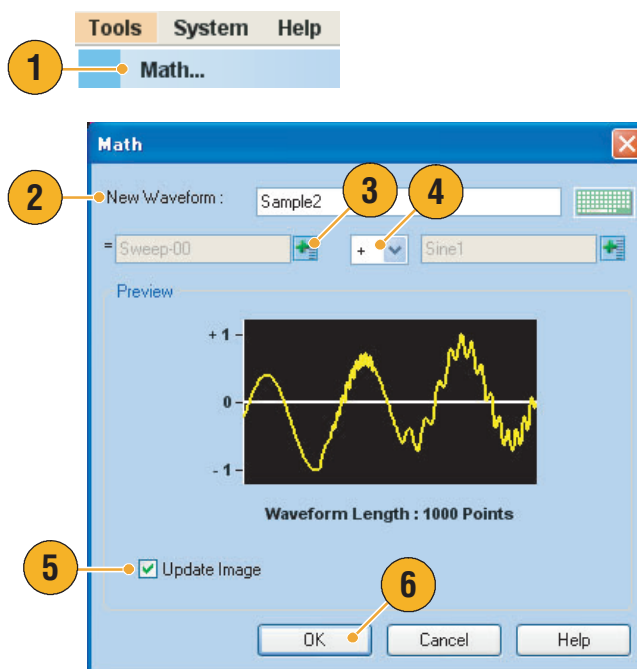 Tools System Help
1 Math...
Math
2 New Waveform : Sample2 3 4
= Sweep-00 + Sine1
Preview
+ 1
0
- 1
Waveform Length : 1000 Points
5 Update Image
6
OK Cancel Help